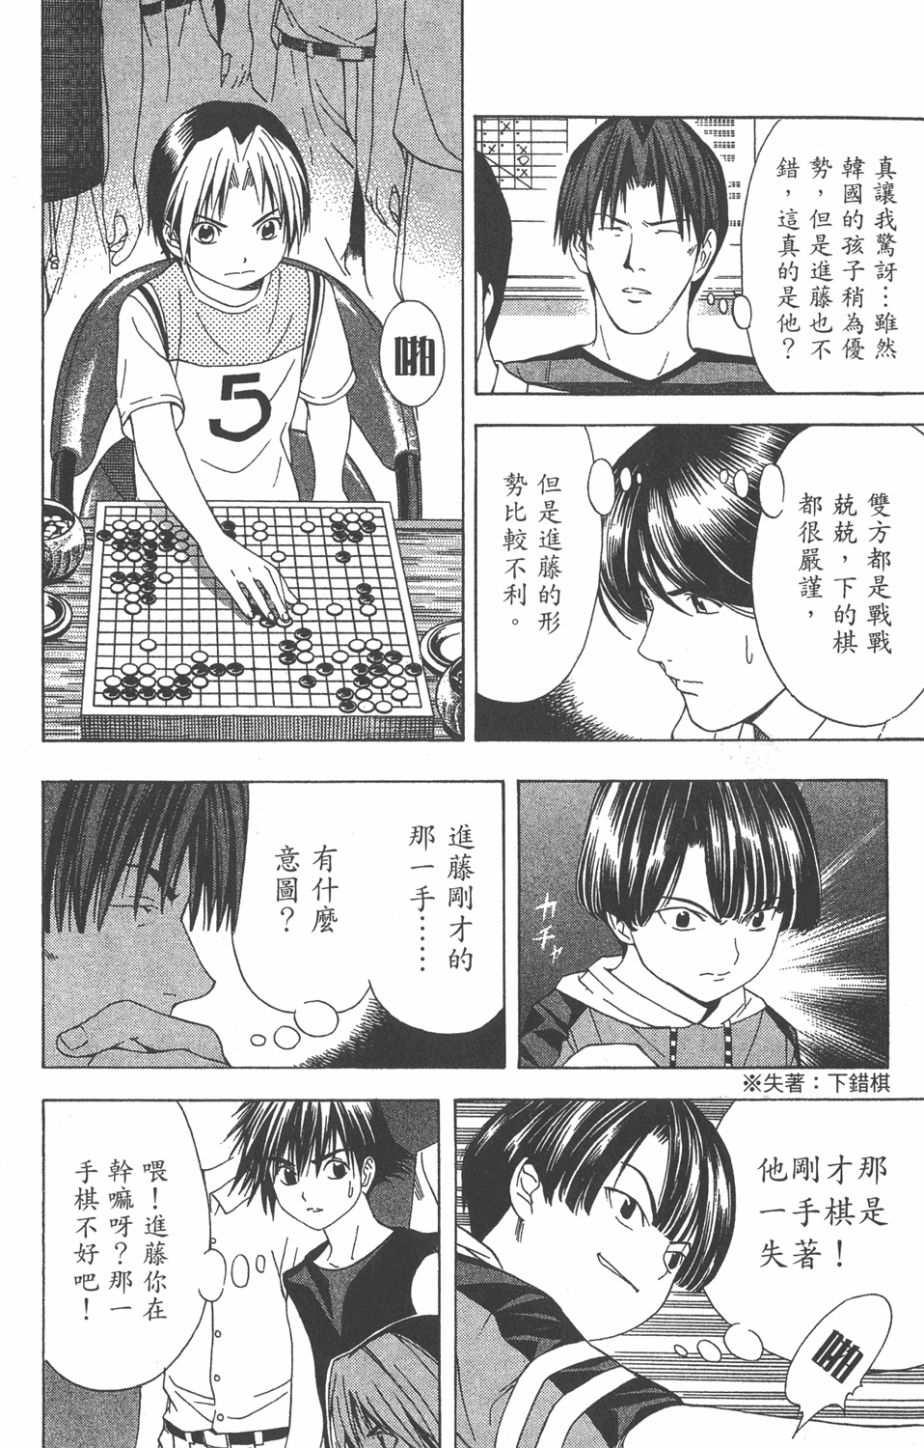 真讓我驚訝…雖然
韓國的孩子稍為優
勢，但是進藤也不
錯，這真的是他？
雙方都是戰戰
兢兢，下的棋
都很嚴謹，
但是進藤的形
勢比較不利。
啪
5
カチャ
進藤剛才的
那一手……
有什麼
意圖？
※失著：下錯棋
他剛才那
一手棋是
失著！
啪
喂！進藤你在
幹嘛呀？那一
手棋不好吧！